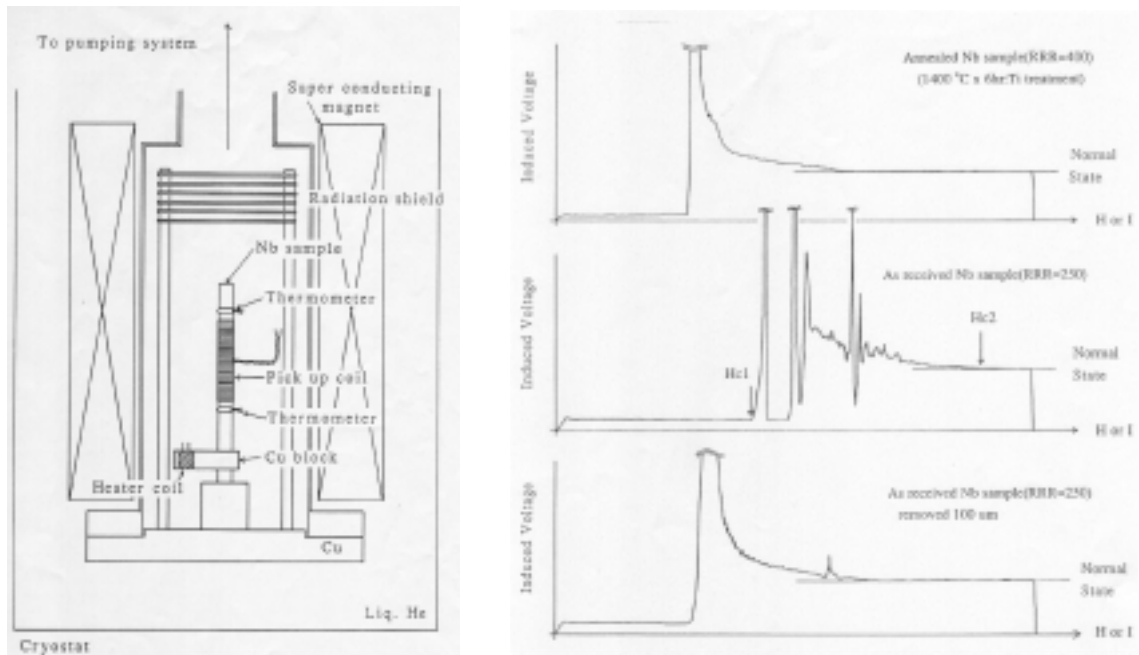 To pumping system
Super conducting
magnet
Radiation shield
Nb sample
Thermometer
Pick up coil
Thermometer
Cu block
Heater coil
Cu
Liq. He
Cryostat
Induced Voltage
Annealed Nb sample(RRR=400)
(1400 °C x 6hr:Ti treatment)
Normal
State
H or I
Induced Voltage
As received Nb sample(RRR=250)
Hc1
Hc2
Normal
State
H or I
Induced Voltage
As received Nb sample(RRR=250)
removed 100 um
Normal
State
H or I